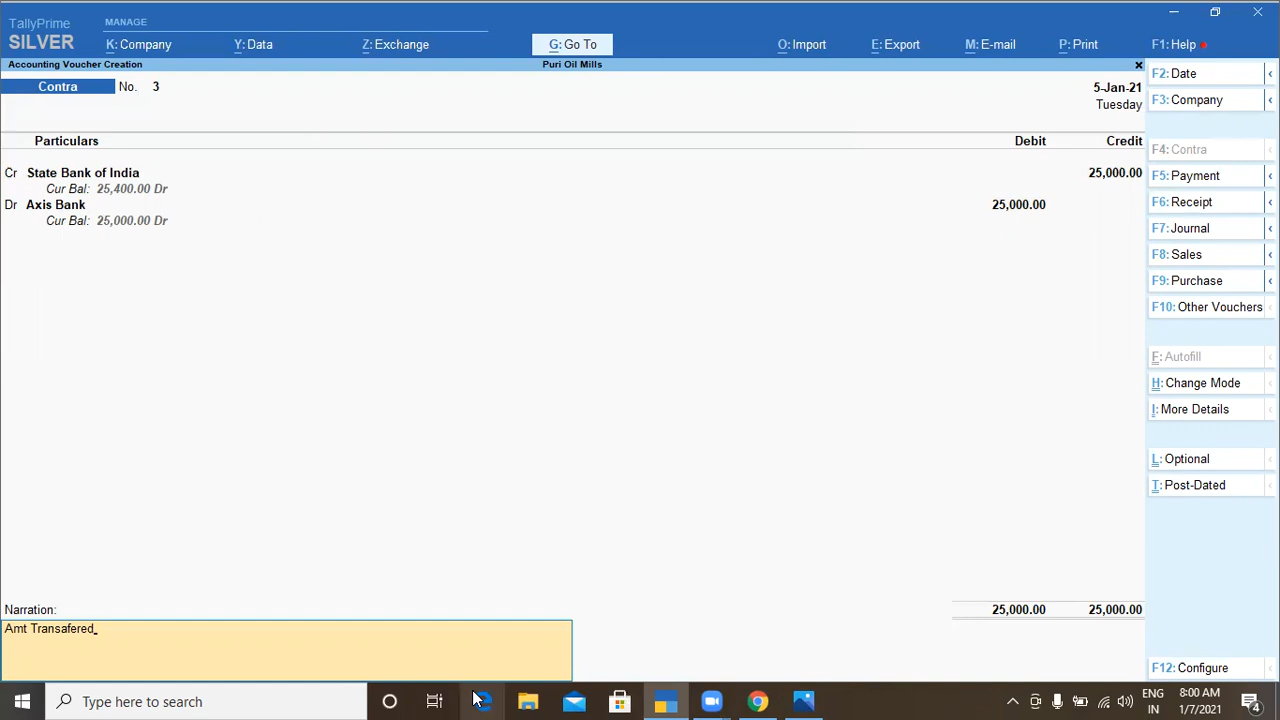 TallyPrime
MANAGE
SILVER
K: Company
Y: Data
Z: Exchange
G: Go To
O: Import
E: Export
M: E-mail
P: Print
F1: Help
Accounting Voucher Creation
Puri Oil Mills
Contra No. 3
5-Jan-21
Tuesday
Particulars Debit Credit
Cr State Bank of India 25,000.00
Cur Bal: 25,400.00 Dr
Dr Axis Bank 25,000.00
Cur Bal: 25,000.00 Dr
Narration: 25,000.00 25,000.00
Amt Transafered
F2: Date
F3: Company
F4: Contra
F5: Payment
F6: Receipt
F7: Journal
F8: Sales
F9: Purchase
F10: Other Vouchers
F: Autofill
H: Change Mode
I: More Details
L: Optional
T: Post-Dated
F12: Configure
Type here to search
ENG
IN
8:00 AM
1/7/2021
4